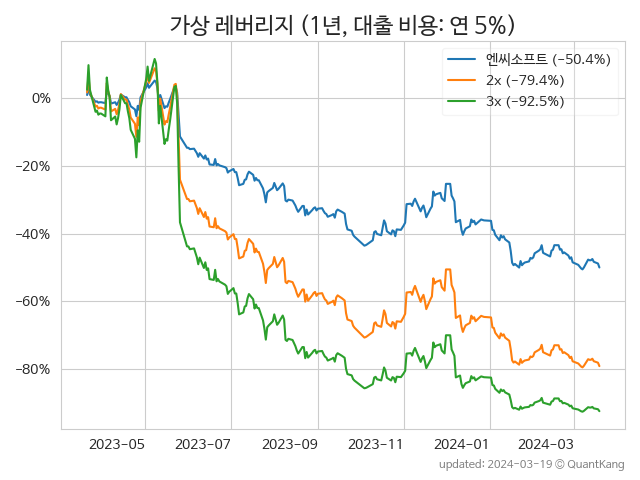 가상 레버리지 (1년, 대출 비용: 연 5%)
엔씨소프트 (−50.4%)
2x (−79.4%)
3x (−92.5%)
0%
−20%
−40%
−60%
−80%
2023-05 2023-07 2023-09 2023-11 2024-01 2024-03
updated: 2024-03-19 © QuantKang